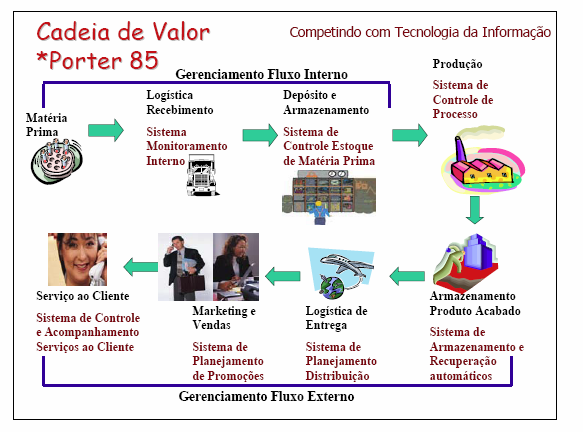 Cadeia de Valor
*Porter 85
Competindo com Tecnologia da Informação
Gerenciamento Fluxo Interno
Matéria
Prima
Logística
Recebimento
Sistema
Monitoramento
Interno
Depósito e
Armazenamento
Sistema de
Controle Estoque
de Matéria Prima
Produção
Sistema de
Controle de
Processo
Serviço ao Cliente
Sistema de Controle
e Acompanhamento
Serviços ao Cliente
Marketing e
Vendas
Sistema de
Planejamento
de Promoções
Logística de
Entrega
Sistema de
Planejamento
Distribuição
Armazenamento
Produto Acabado
Sistema de
Armazenamento e
Recuperação
automáticos
Gerenciamento Fluxo Externo